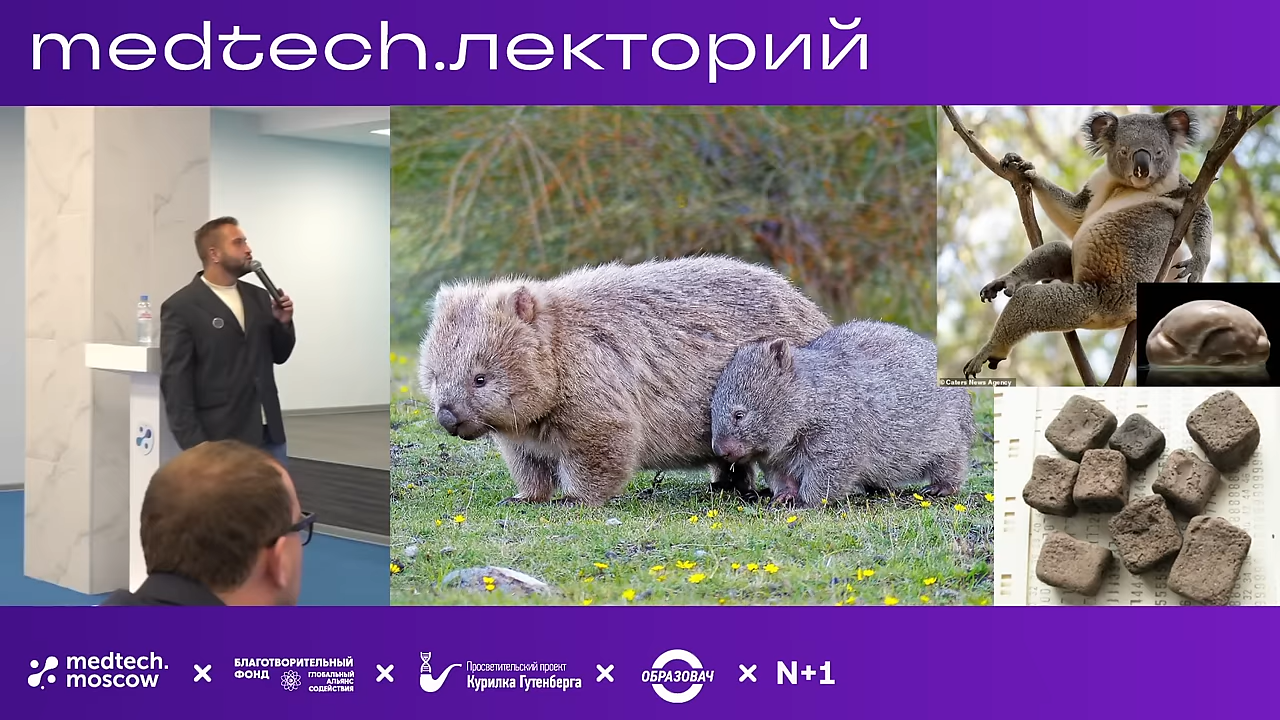 medtech.лекторий
© Caters News Agency
medtech.
moscow
×
БЛАГОТВОРИТЕЛЬНЫЙ
ФОНД
ГЛОБАЛЬНЫЙ
АЛЬЯНС
СОДЕЙСТВИЯ
×
Просветительский проект
Курилка Гутенберга
×
ОБРАЗОВАЧ
×
N+1